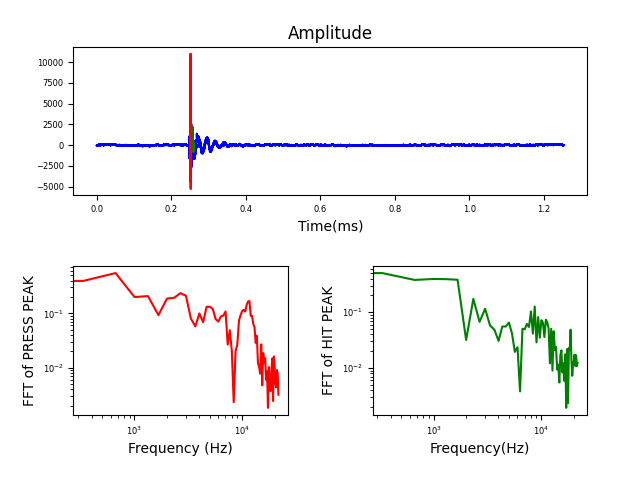 Amplitude
10000
7500
5000
2500
0
−2500
−5000
0.0 0.2 0.4 0.6 0.8 1.0 1.2
Time(ms)
FFT of PRESS PEAK
10⁻¹
10⁻²
10³ 10⁴
Frequency (Hz)
FFT of HIT PEAK
10⁻¹
10⁻²
10³ 10⁴
Frequency(Hz)